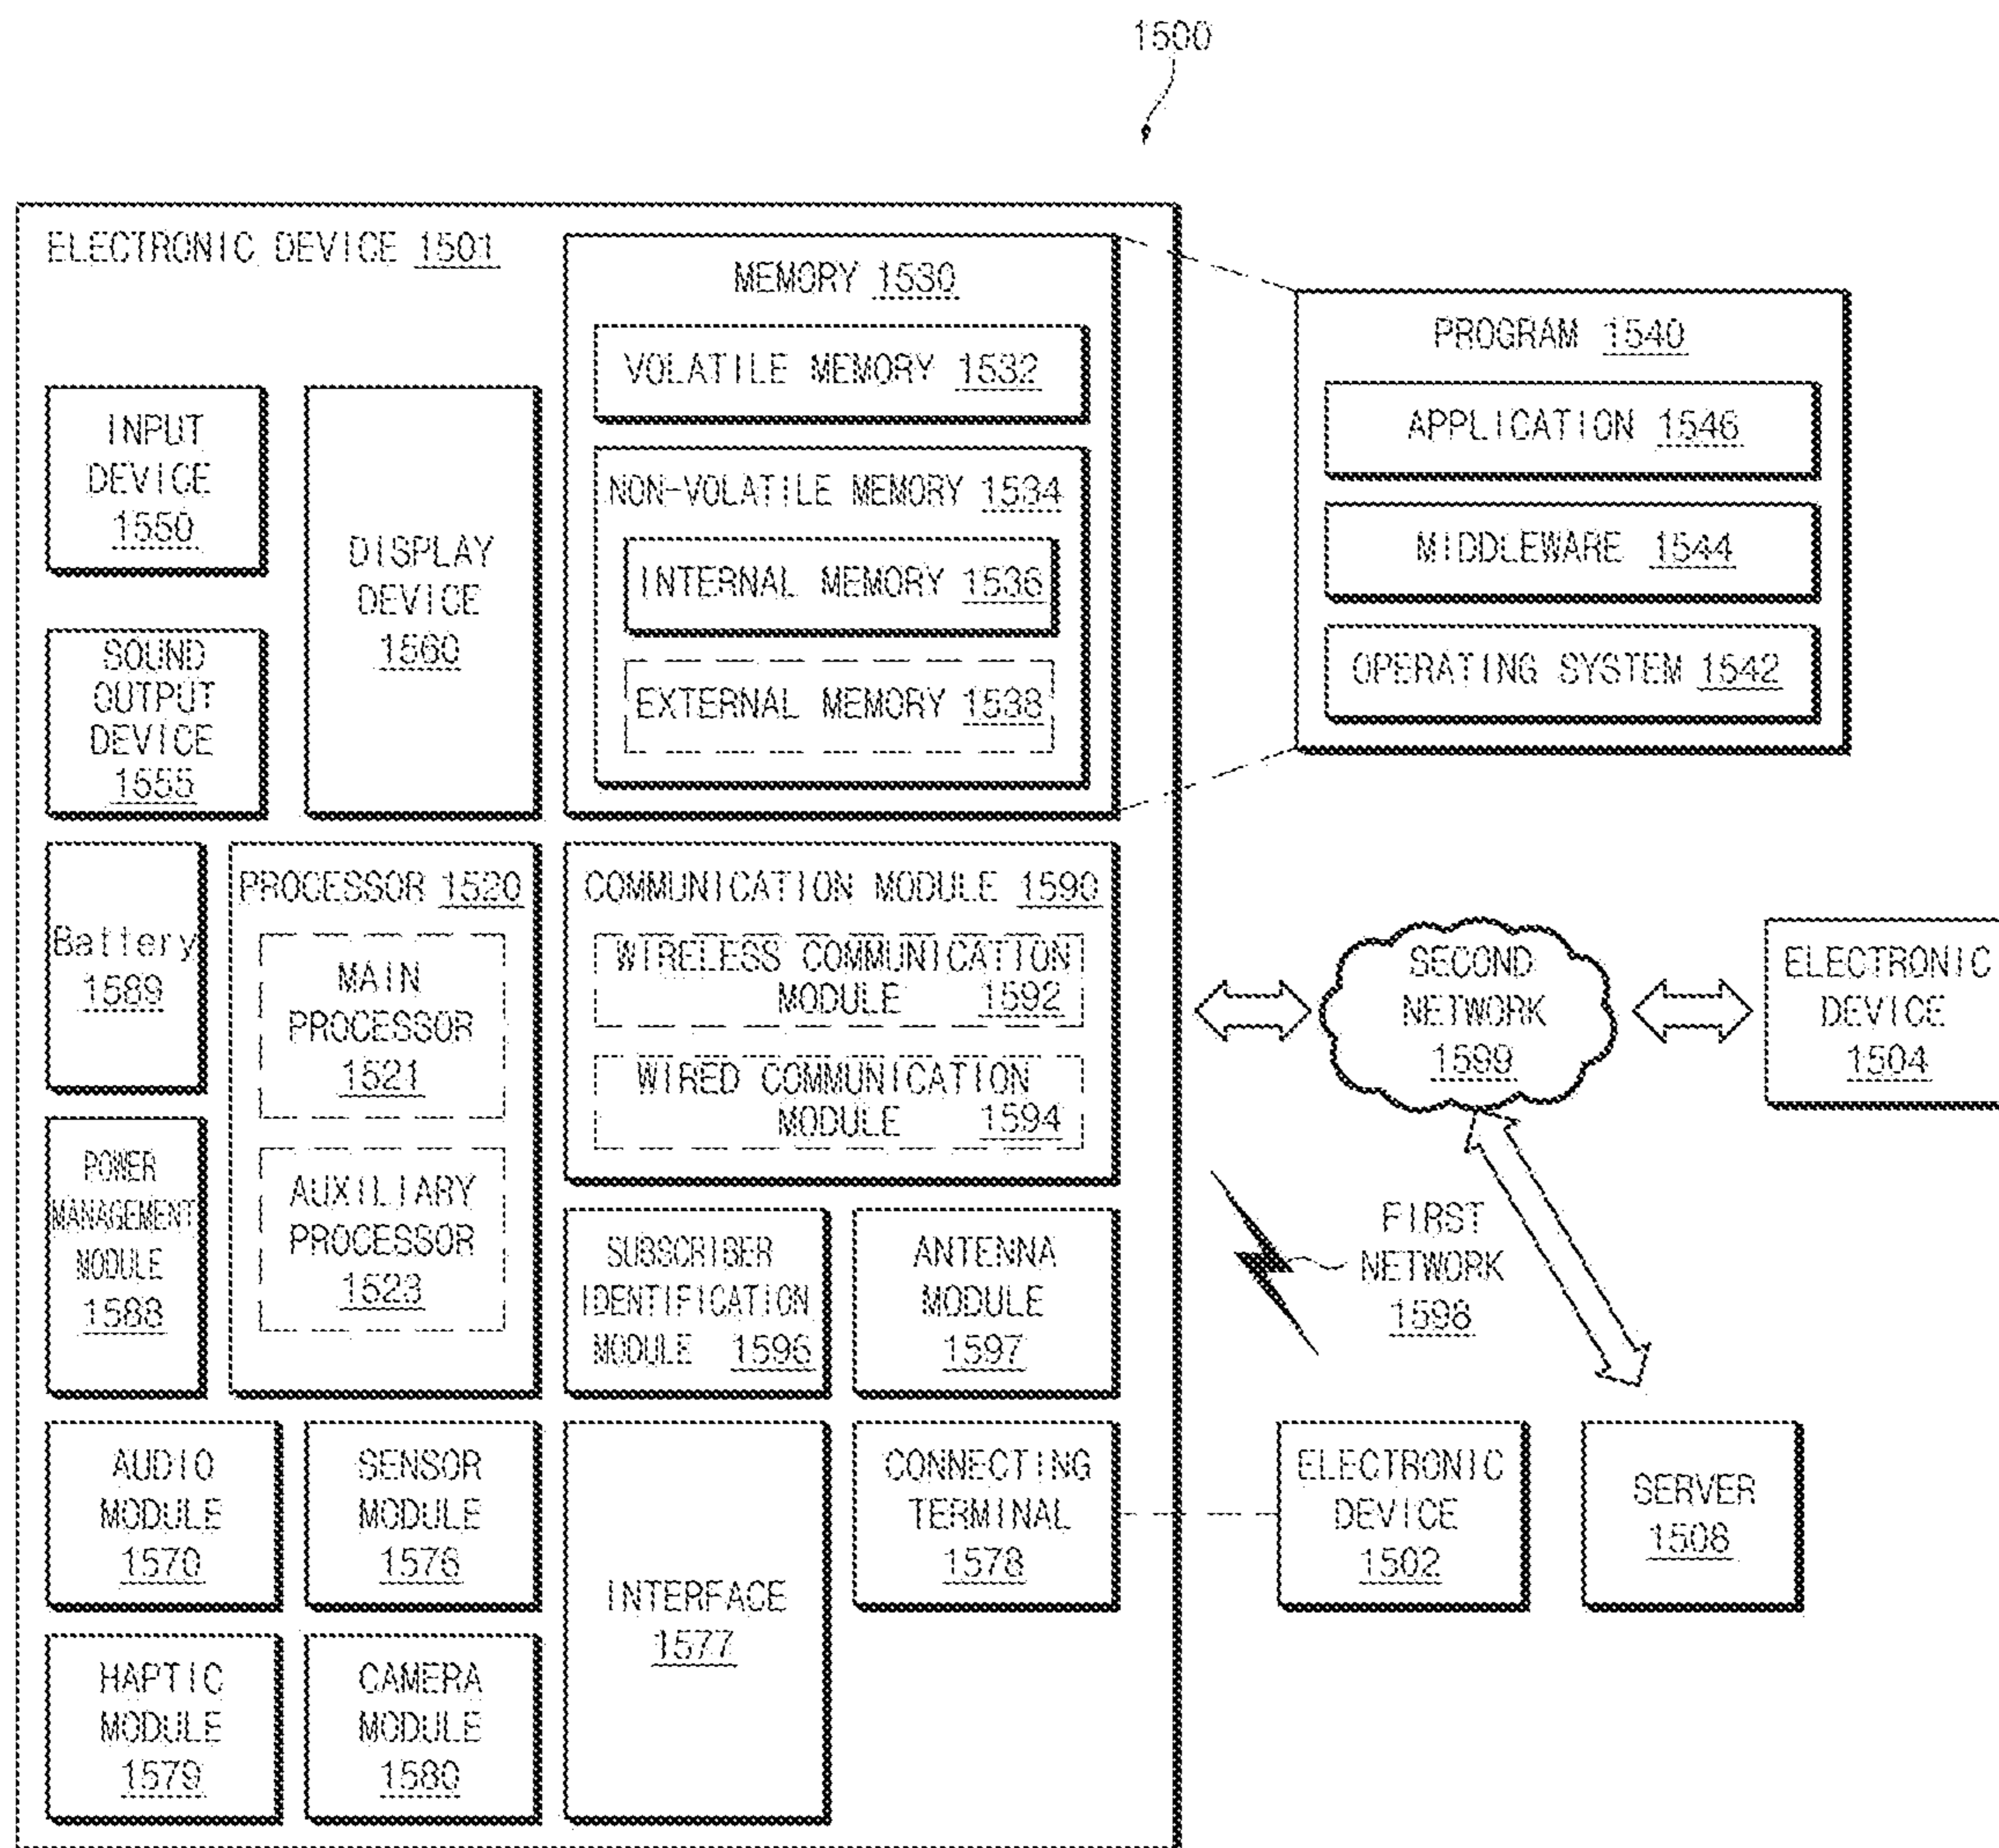 1500
ELECTRONIC DEVICE 1501
MEMORY 1530
VOLATILE MEMORY 1532
NON-VOLATILE MEMORY 1534
INTERNAL MEMORY 1536
EXTERNAL MEMORY 1538
PROGRAM 1540
APPLICATION 1546
MIDDLEWARE 1544
OPERATING SYSTEM 1542
INPUT
DEVICE
1550
DISPLAY
DEVICE
1560
SOUND
OUTPUT
DEVICE
1555
Battery
1589
PROCESSOR 1520
MAIN
PROCESSOR
1521
AUXILIARY
PROCESSOR
1523
COMMUNICATION MODULE 1590
WIRELESS COMMUNICATION
MODULE 1592
WIRED COMMUNICATION
MODULE 1594
SECOND
NETWORK
1599
ELECTRONIC
DEVICE
1504
POWER
MANAGEMENT
MODULE
1588
SUBSCRIBER
IDENTIFICATION
MODULE 1596
ANTENNA
MODULE
1597
FIRST
NETWORK
1598
AUDIO
MODULE
1570
SENSOR
MODULE
1576
INTERFACE
1577
CONNECTING
TERMINAL
1578
ELECTRONIC
DEVICE
1502
SERVER
1508
HAPTIC
MODULE
1579
CAMERA
MODULE
1580